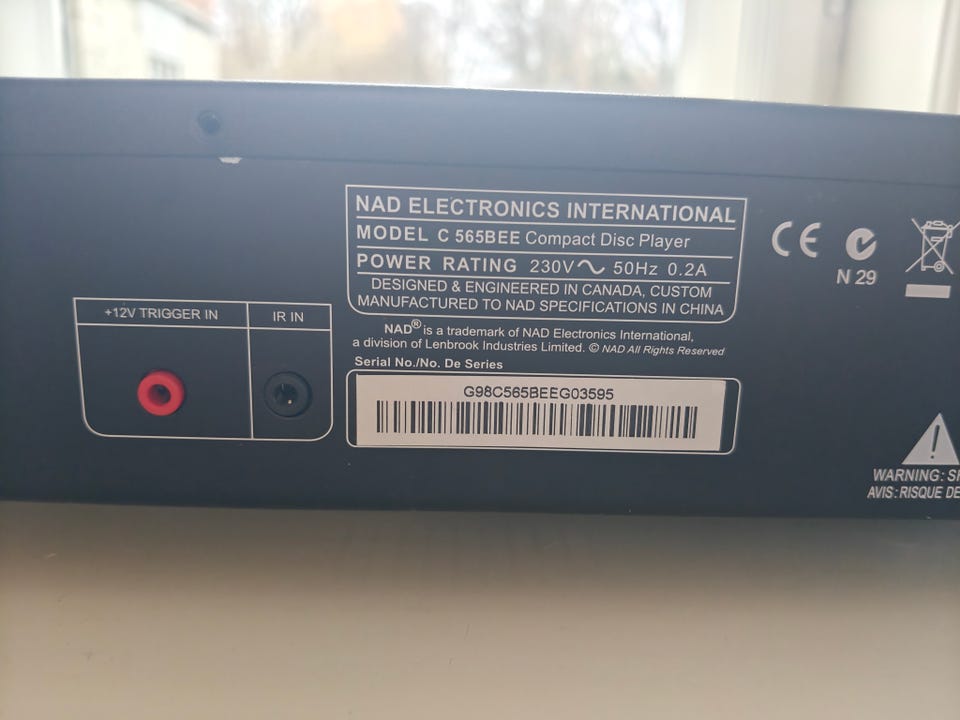 NAD ELECTRONICS INTERNATIONAL
MODEL C 565BEE Compact Disc Player
POWER RATING 230V∿ 50Hz 0.2A
DESIGNED & ENGINEERED IN CANADA, CUSTOM
MANUFACTURED TO NAD SPECIFICATIONS IN CHINA
NAD® is a trademark of NAD Electronics International,
a division of Lenbrook Industries Limited. © NAD All Rights Reserved
Serial No./No. De Series
G98C565BEEG03595
+12V TRIGGER IN
IR IN
CE
N 29
WARNING: SH
AVIS: RISQUE DE